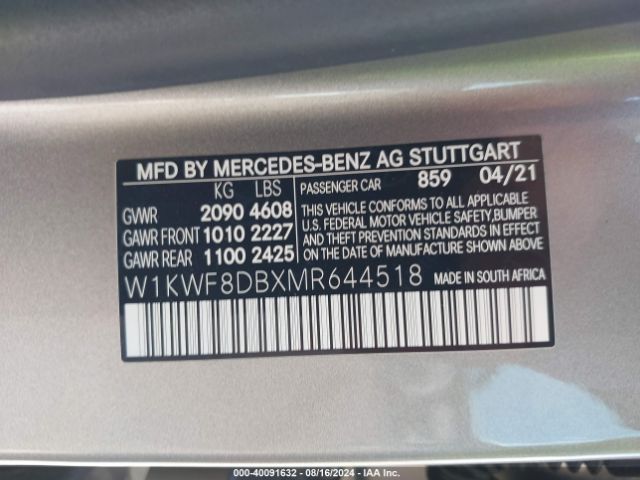 MFD BY MERCEDES-BENZ AG STUTTGART
KG LBS PASSENGER CAR 859 04/21
GVWR 2090 4608
GAWR FRONT 1010 2227
GAWR REAR 1100 2425
THIS VEHICLE CONFORMS TO ALL APPLICABLE
U.S. FEDERAL MOTOR VEHICLE SAFETY,BUMPER
AND THEFT PREVENTION STANDARDS IN EFFECT
ON THE DATE OF MANUFACTURE SHOWN ABOVE.
W1KWF8DBXMR644518 MADE IN SOUTH AFRICA
000-40091632 - 08/16/2024 - IAA Inc.